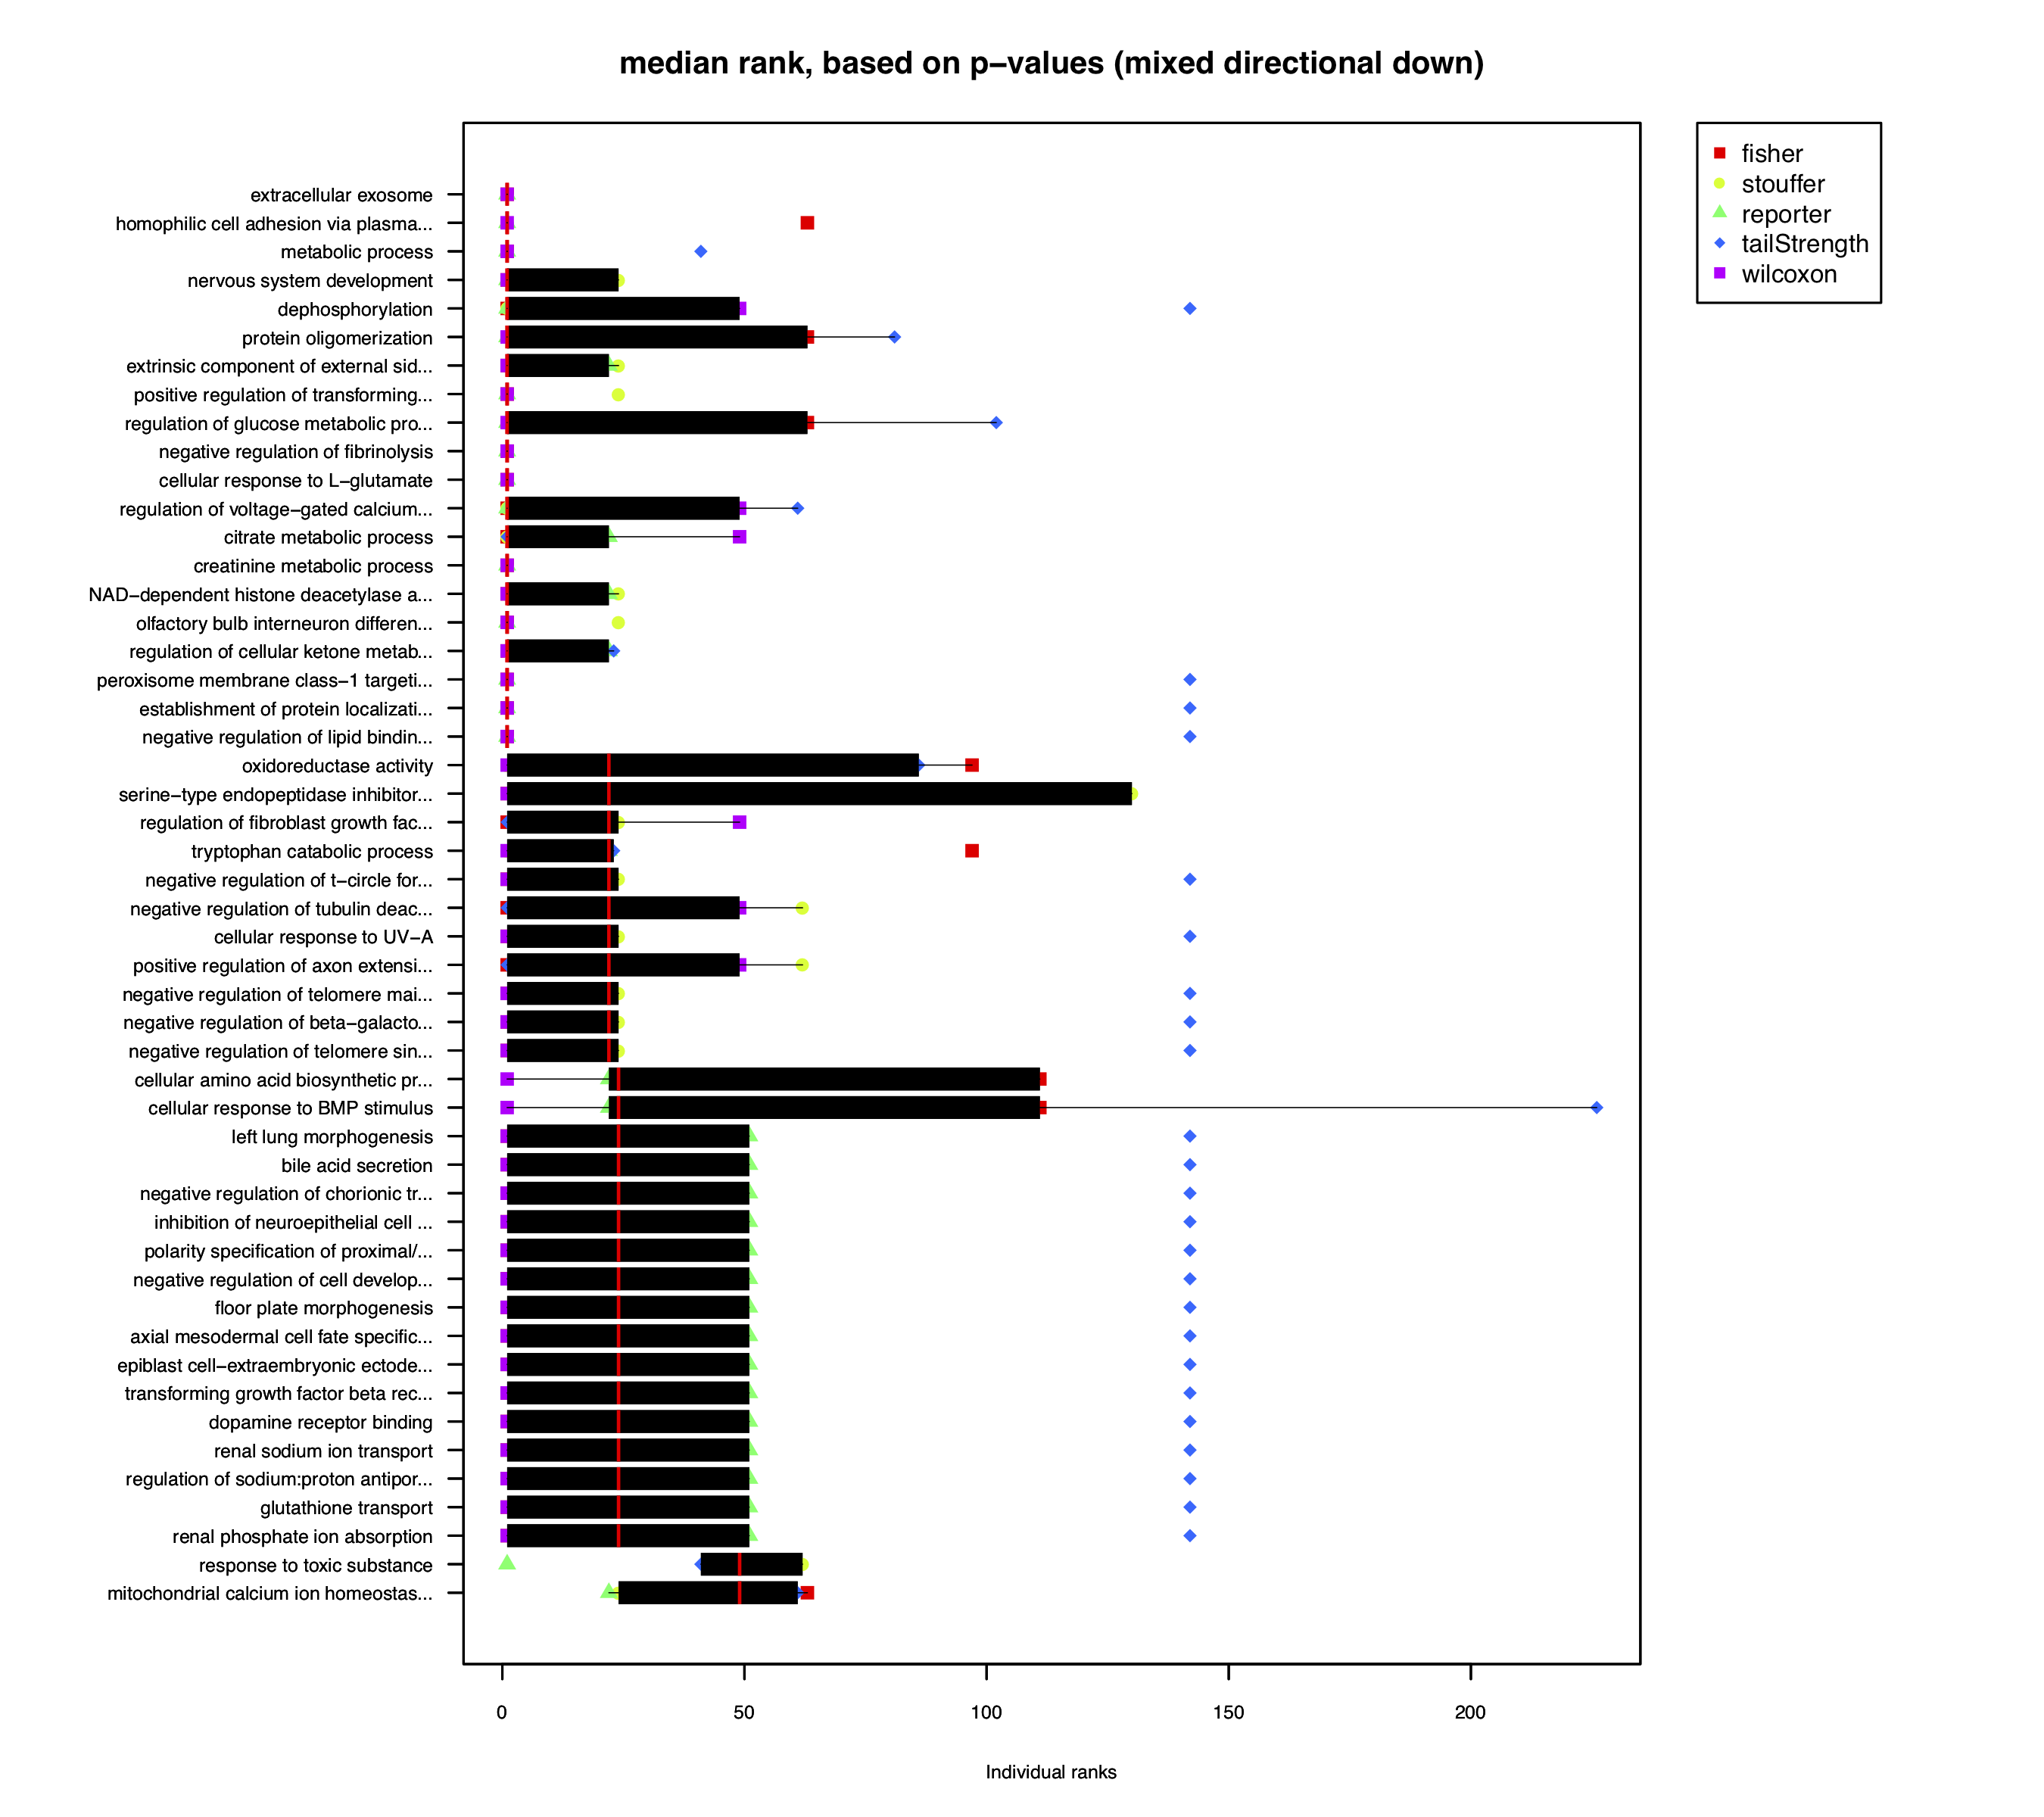 median rank, based on p−values (mixed directional down)
fisher
stouffer
reporter
tailStrength
wilcoxon
extracellular exosome
homophilic cell adhesion via plasma...
metabolic process
nervous system development
dephosphorylation
protein oligomerization
extrinsic component of external sid...
positive regulation of transforming...
regulation of glucose metabolic pro...
negative regulation of fibrinolysis
cellular response to L−glutamate
regulation of voltage−gated calcium...
citrate metabolic process
creatinine metabolic process
NAD−dependent histone deacetylase a...
olfactory bulb interneuron differen...
regulation of cellular ketone metab...
peroxisome membrane class−1 targeti...
establishment of protein localizati...
negative regulation of lipid bindin...
oxidoreductase activity
serine−type endopeptidase inhibitor...
regulation of fibroblast growth fac...
tryptophan catabolic process
negative regulation of t−circle for...
negative regulation of tubulin deac...
cellular response to UV−A
positive regulation of axon extensi...
negative regulation of telomere mai...
negative regulation of beta−galacto...
negative regulation of telomere sin...
cellular amino acid biosynthetic pr...
cellular response to BMP stimulus
left lung morphogenesis
bile acid secretion
negative regulation of chorionic tr...
inhibition of neuroepithelial cell ...
polarity specification of proximal/...
negative regulation of cell develop...
floor plate morphogenesis
axial mesodermal cell fate specific...
epiblast cell−extraembryonic ectode...
transforming growth factor beta rec...
dopamine receptor binding
renal sodium ion transport
regulation of sodium:proton antipor...
glutathione transport
renal phosphate ion absorption
response to toxic substance
mitochondrial calcium ion homeostas...
0 50 100 150 200
Individual ranks